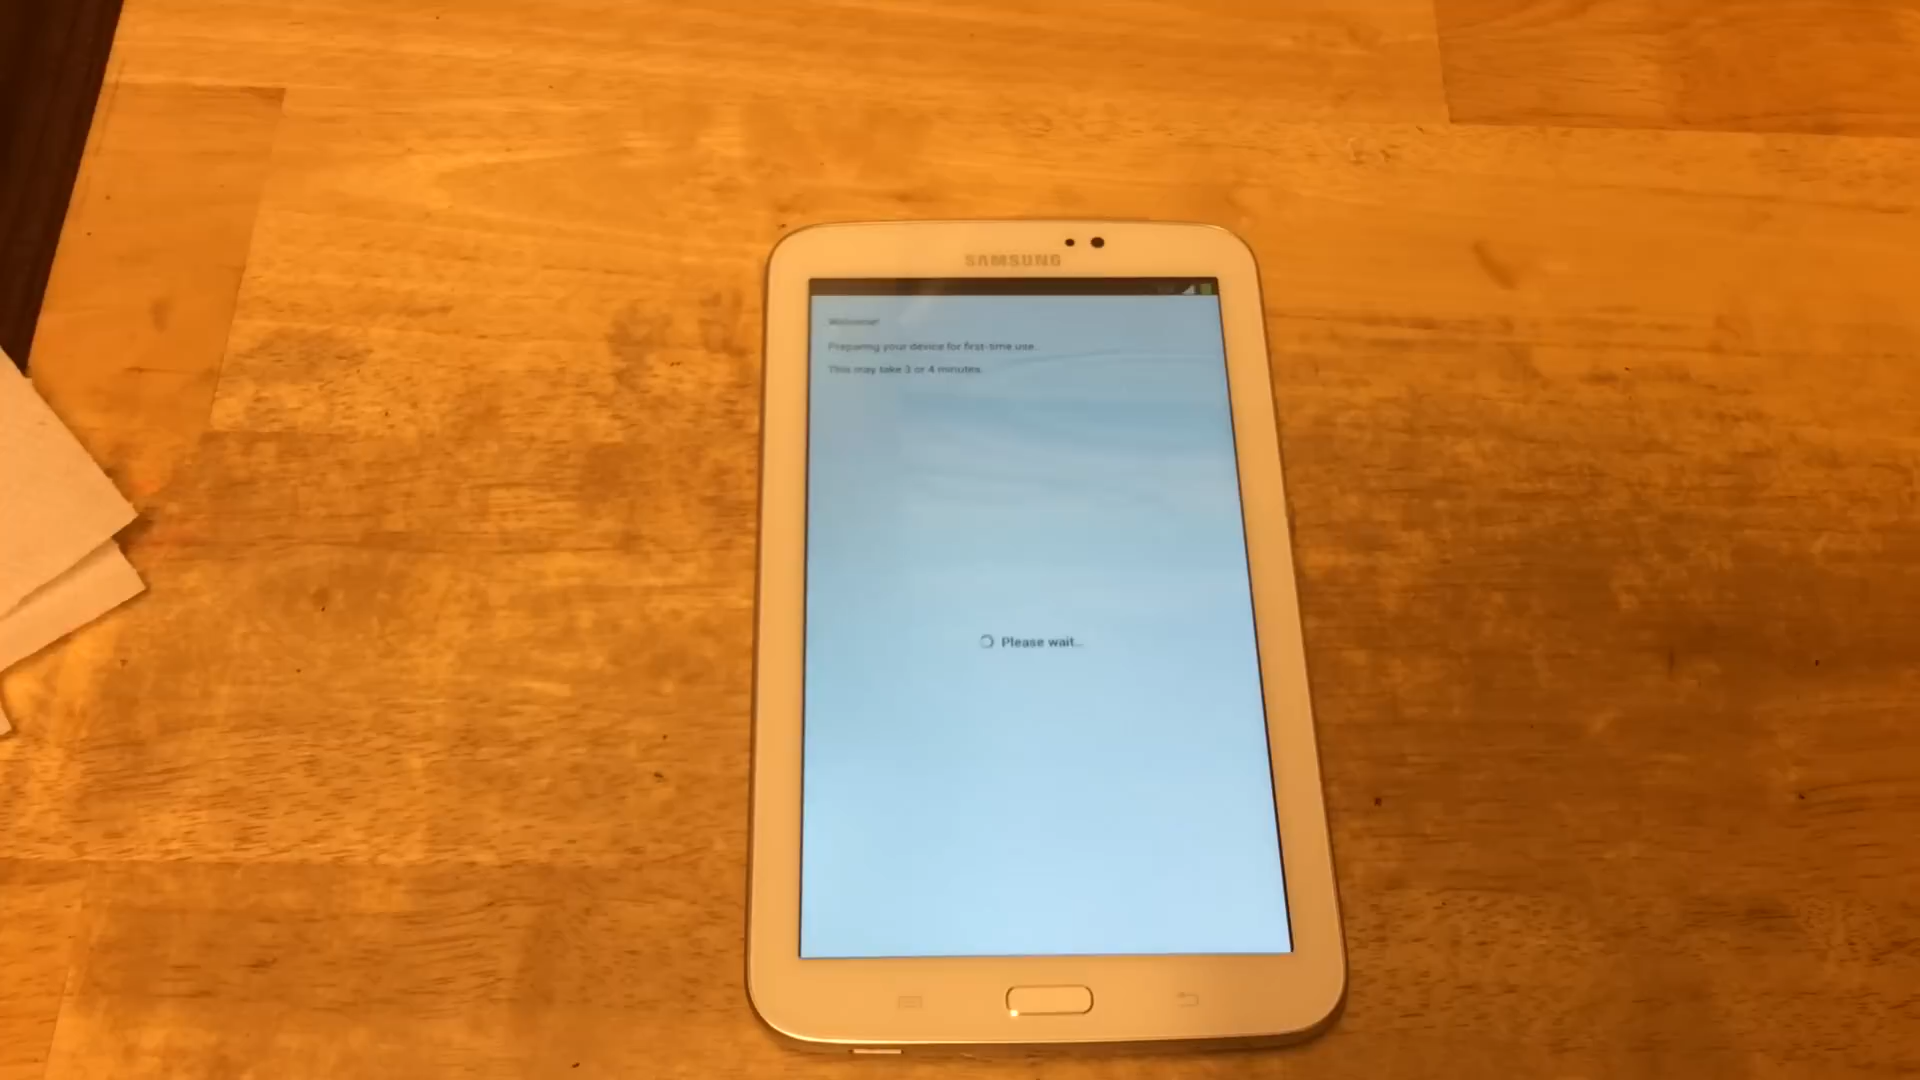 SAMSUNG
Welcome!
Preparing your device for first-time use.
This may take 3 or 4 minutes.
Please wait...